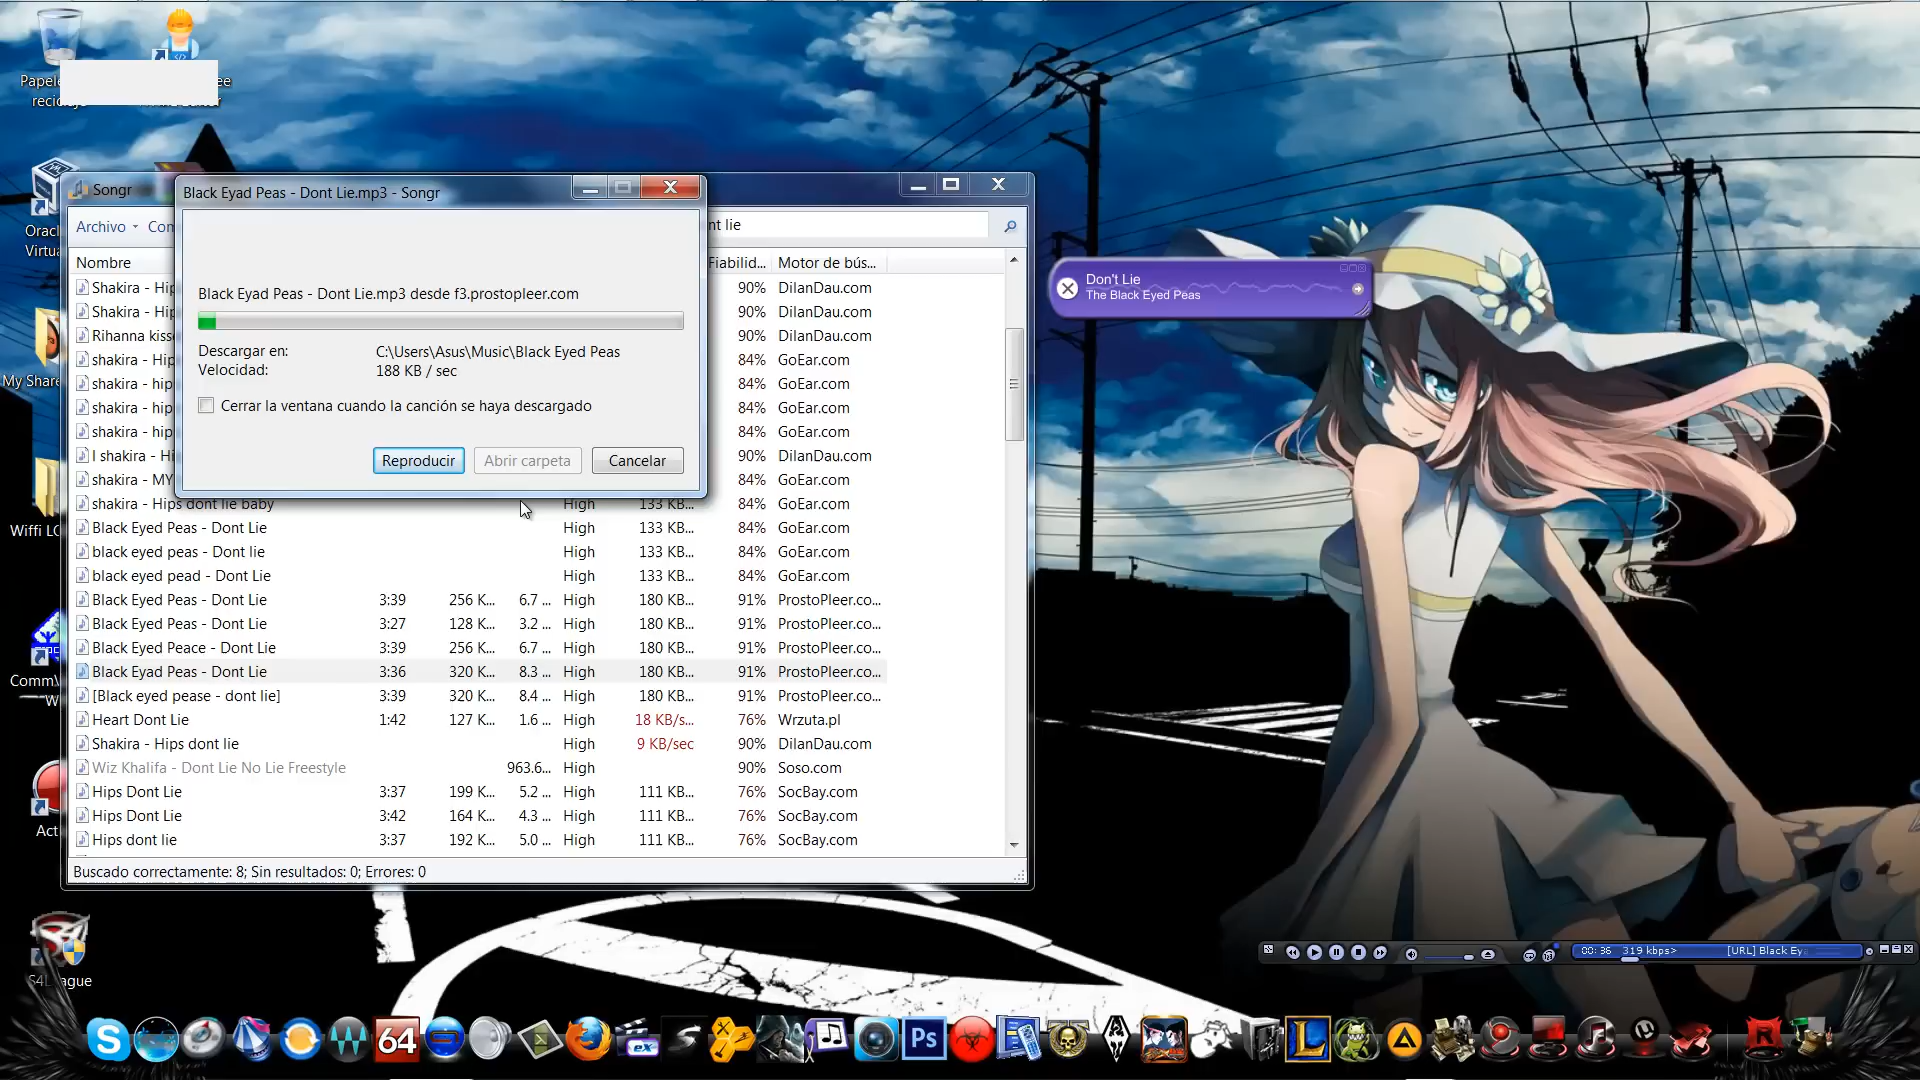 Songr
Black Eyad Peas - Dont Lie.mp3 - Songr
Archivo
nt lie
Nombre Fiabilid... Motor de bús...
Black Eyad Peas - Dont Lie.mp3 desde f3.prostopleer.com
Descargar en: C:\Users\Asus\Music\Black Eyed Peas
Velocidad: 188 KB / sec
Cerrar la ventana cuando la canción se haya descargado
Reproducir Abrir carpeta Cancelar
Shakira - Hip 90% DilanDau.com
Shakira - Hip 90% DilanDau.com
Rihanna kiss 90% DilanDau.com
shakira - Hip 84% GoEar.com
shakira - hip 84% GoEar.com
shakira - hop 84% GoEar.com
shakira - hip 84% GoEar.com
I shakira - Hi 90% DilanDau.com
shakira - MY 84% GoEar.com
shakira - Hips dont lie baby High 133 KB... 84% GoEar.com
Black Eyed Peas - Dont Lie High 133 KB... 84% GoEar.com
black eyed peas - Dont lie High 133 KB... 84% GoEar.com
black eyed pead - Dont Lie High 133 KB... 84% GoEar.com
Black Eyed Peas - Dont Lie 3:39 256 K... 6.7 ... High 180 KB... 91% ProstoPleer.co...
Black Eyed Peas - Dont Lie 3:27 128 K... 3.2 ... High 180 KB... 91% ProstoPleer.co...
Black Eyed Peace - Dont Lie 3:39 256 K... 6.7 ... High 180 KB... 91% ProstoPleer.co...
Black Eyad Peas - Dont Lie 3:36 320 K... 8.3 ... High 180 KB... 91% ProstoPleer.co...
[Black eyed pease - dont lie] 3:39 320 K... 8.4 ... High 180 KB... 91% ProstoPleer.co...
Heart Dont Lie 1:42 127 K... 1.6 ... High 18 KB/s... 76% Wrzuta.pl
Shakira - Hips dont lie High 9 KB/sec 90% DilanDau.com
Wiz Khalifa - Dont Lie No Lie Freestyle 963.6... High 90% Soso.com
Hips Dont Lie 3:37 199 K... 5.2 ... High 111 KB... 76% SocBay.com
Hips Dont Lie 3:42 164 K... 4.3 ... High 111 KB... 76% SocBay.com
Hips dont lie 3:37 192 K... 5.0 ... High 111 KB... 76% SocBay.com
Buscado correctamente: 8; Sin resultados: 0; Errores: 0
Don't Lie
The Black Eyed Peas
My Share
Wiffi LO
00: 36 319 kbps> [URL] Black Ey
64
eX
Ps
L